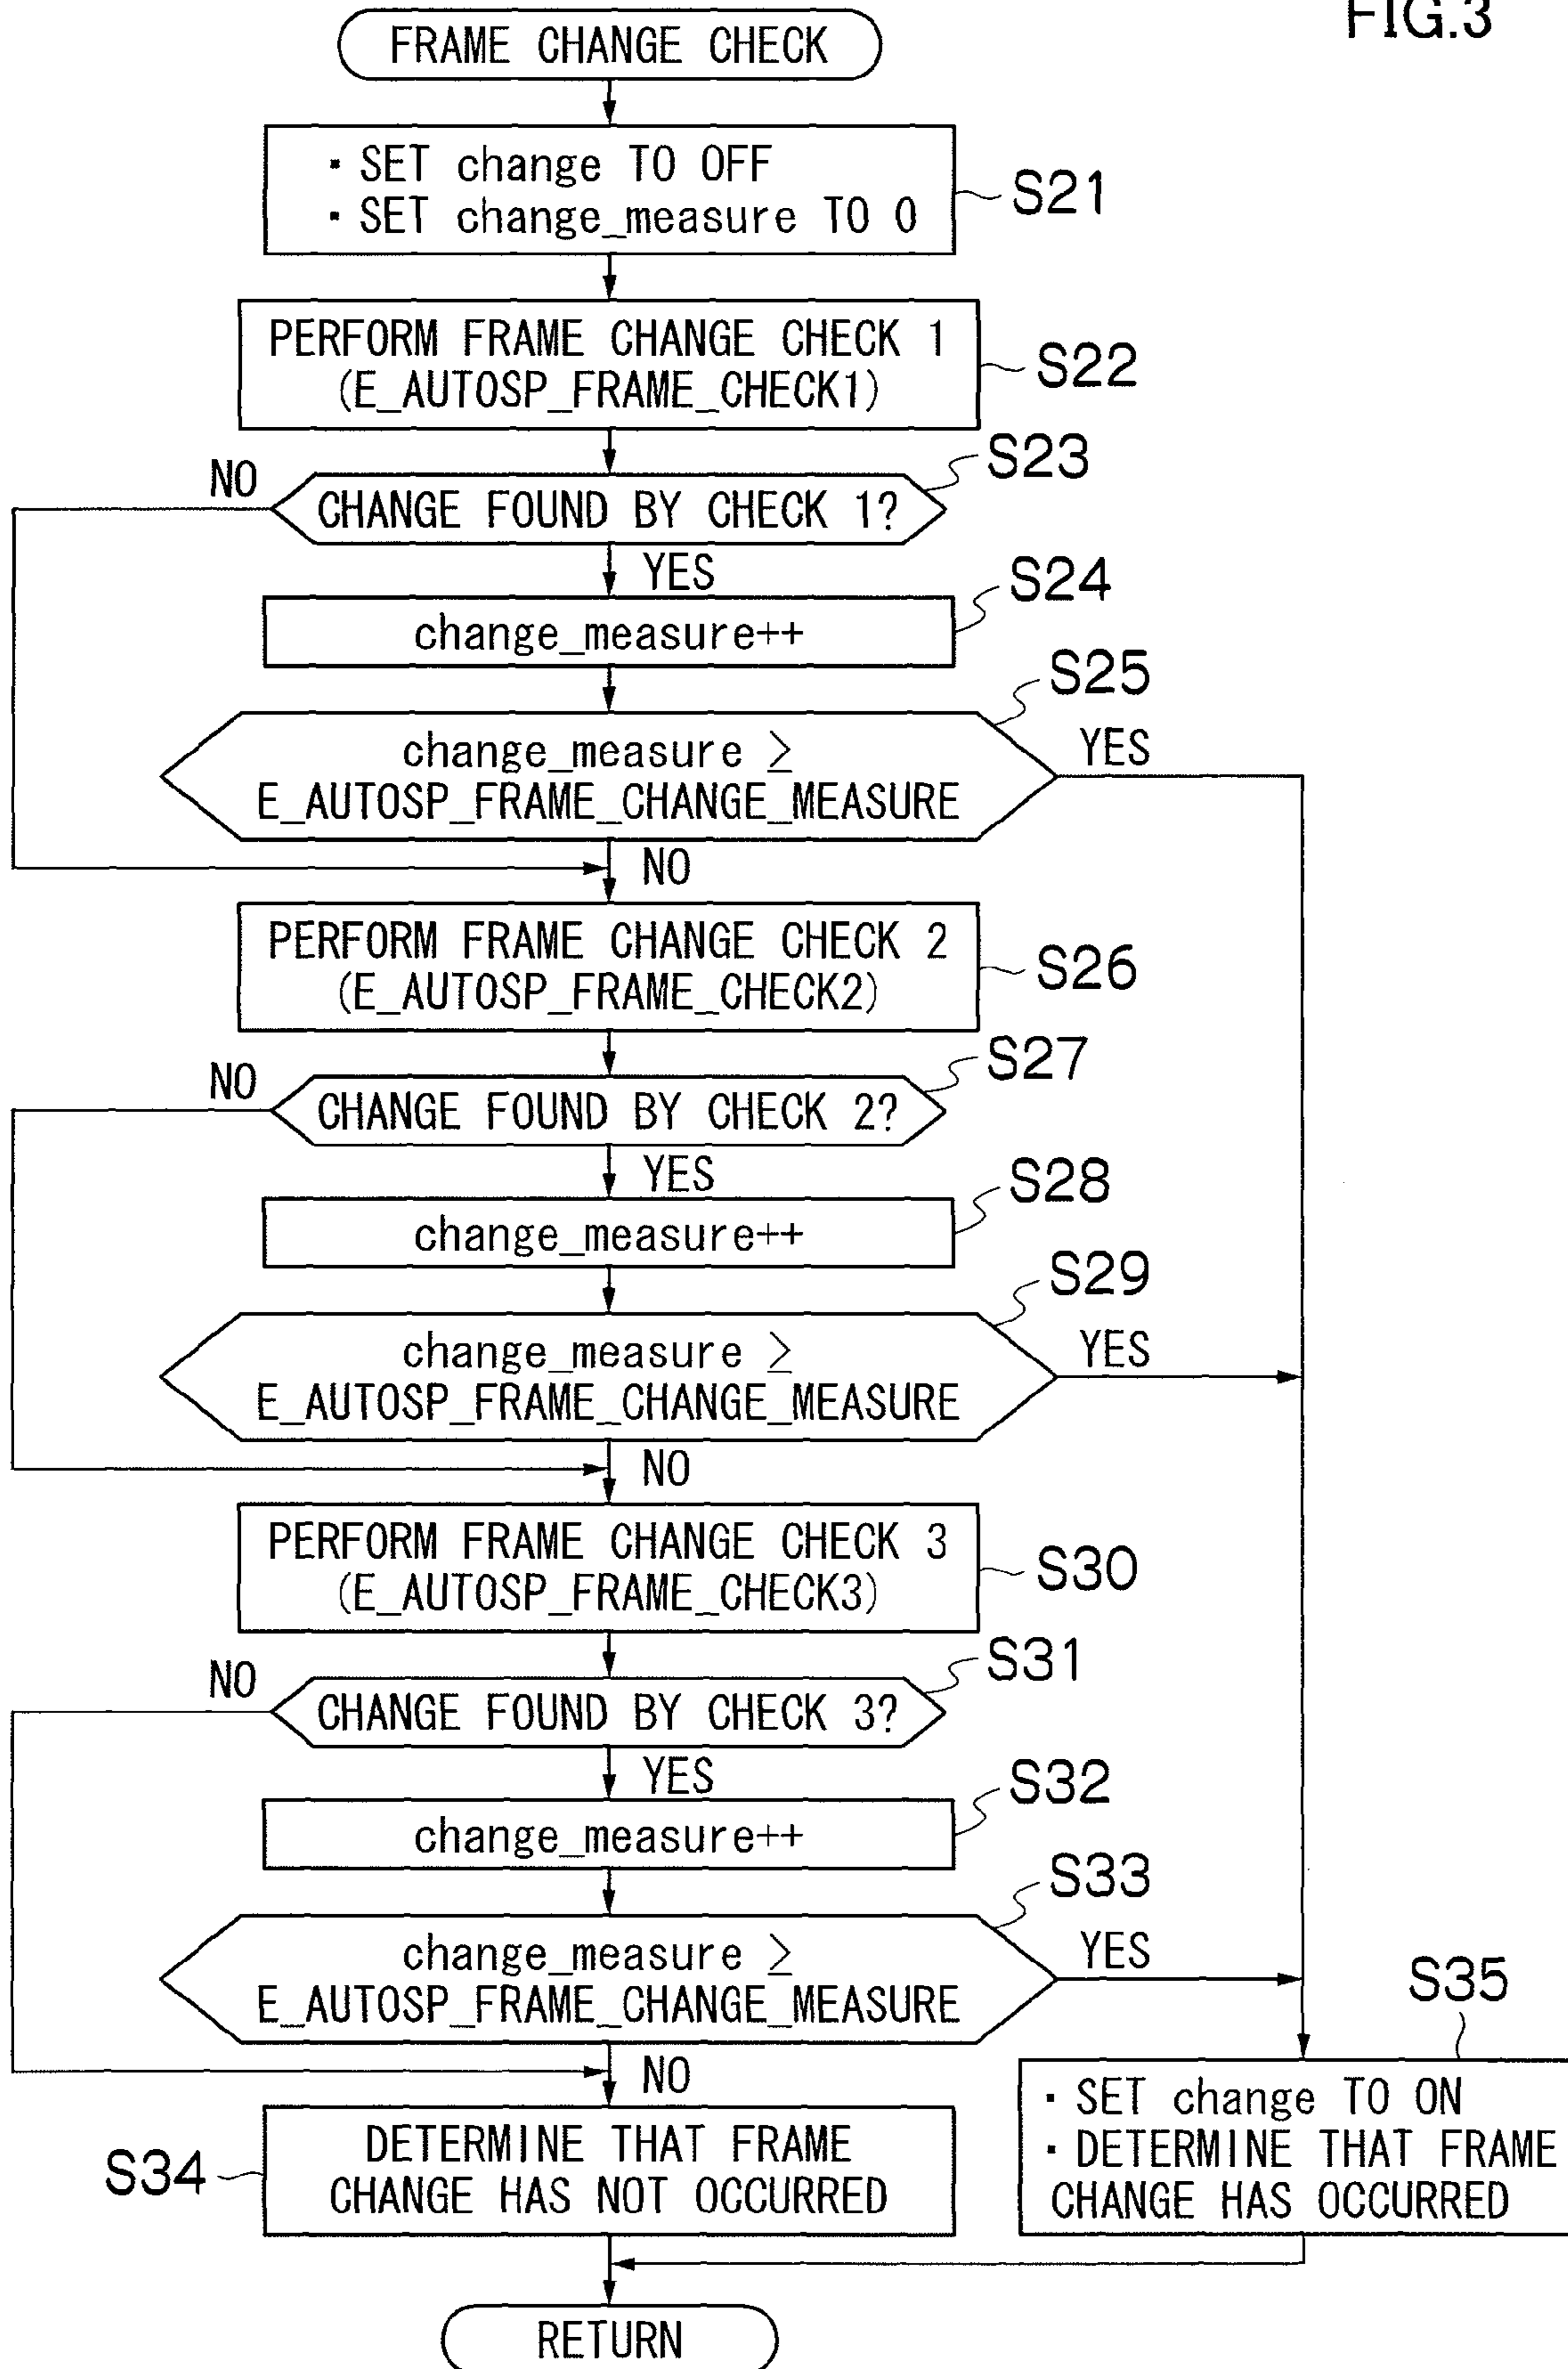 FIG.3
FRAME CHANGE CHECK
・SET change TO OFF
・SET change_measure TO 0
S21
PERFORM FRAME CHANGE CHECK 1
(E_AUTOSP_FRAME_CHECK1)
S22
S23
NO
CHANGE FOUND BY CHECK 1?
YES
S24
change_measure++
S25
change_measure ≥
E_AUTOSP_FRAME_CHANGE_MEASURE
YES
NO
PERFORM FRAME CHANGE CHECK 2
(E_AUTOSP_FRAME_CHECK2)
S26
S27
NO
CHANGE FOUND BY CHECK 2?
YES
S28
change_measure++
S29
change_measure ≥
E_AUTOSP_FRAME_CHANGE_MEASURE
YES
NO
PERFORM FRAME CHANGE CHECK 3
(E_AUTOSP_FRAME_CHECK3)
S30
S31
NO
CHANGE FOUND BY CHECK 3?
YES
S32
change_measure++
S33
change_measure ≥
E_AUTOSP_FRAME_CHANGE_MEASURE
YES
NO
S34
DETERMINE THAT FRAME
CHANGE HAS NOT OCCURRED
S35
・SET change TO ON
・DETERMINE THAT FRAME
CHANGE HAS OCCURRED
RETURN